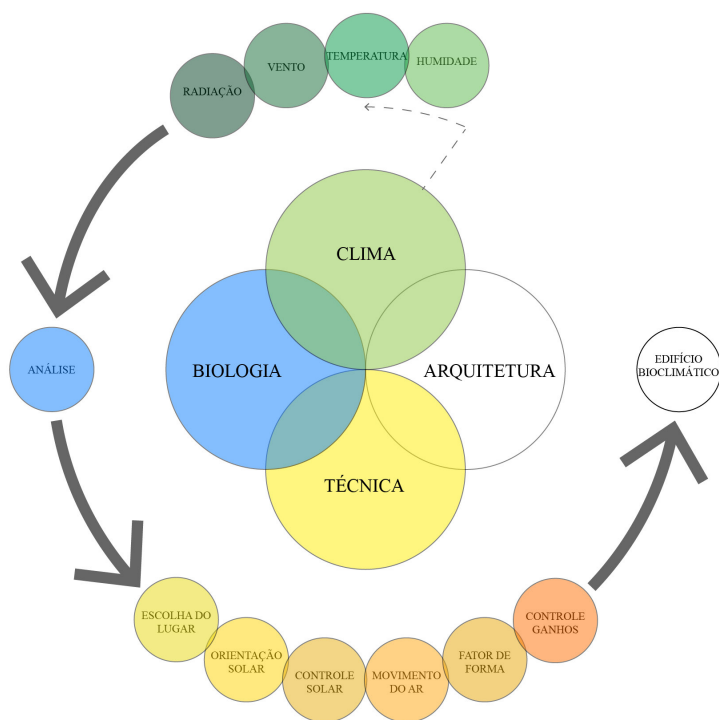 TEMPERATURA
HUMIDADE
VENTO
RADIAÇÃO
CLIMA
BIOLOGIA
ARQUITETURA
TÉCNICA
ANÁLISE
EDIFÍCIO
BIOCLIMÁTICO
ESCOLHA DO
LUGAR
ORIENTAÇÃO
SOLAR
CONTROLE
SOLAR
MOVIMENTO
DO AR
FATOR DE
FORMA
CONTROLE
GANHOS